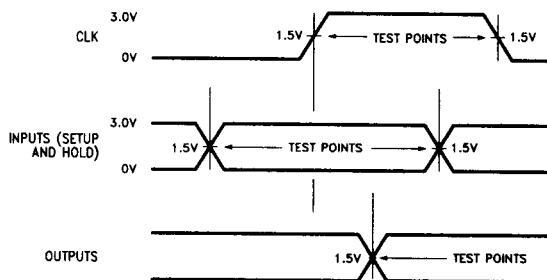 3.0V
CLK
1.5V
TEST POINTS
1.5V
0V
3.0V
INPUTS (SETUP
AND HOLD)
1.5V
TEST POINTS
1.5V
0V
OUTPUTS
1.5V
TEST POINTS